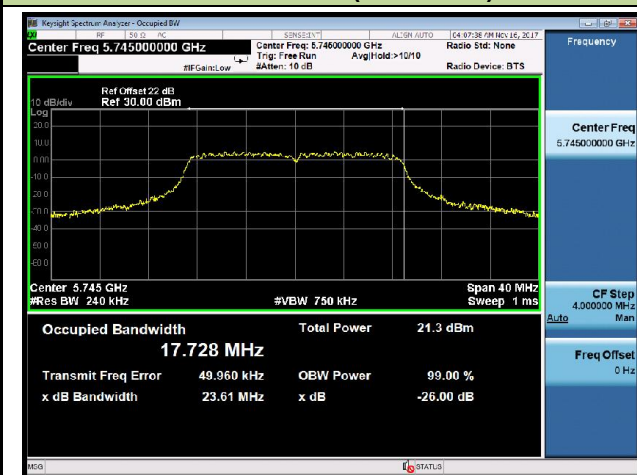 Keysight Spectrum Analyzer - Occupied BW
RF 50 Ω AC SENSE:INT ALIGN AUTO 04:07:38 AM Nov 16, 2017
Center Freq 5.745000000 GHz Center Freq: 5.745000000 GHz Radio Std: None Frequency
Trig: Free Run Avg|Hold:>10/10
#IFGain:Low #Atten: 10 dB Radio Device: BTS
Ref Offset 22 dB
10 dB/div Ref 30.00 dBm
Log
20.0
10.0
0.00
-10.0
-20.0
-30.0
-40.0
-50.0
-60.0
Center Freq
5.745000000 GHz
Center 5.745 GHz Span 40 MHz
#Res BW 240 kHz #VBW 750 kHz Sweep 1 ms
CF Step
4.000000 MHz
Auto Man
Occupied Bandwidth Total Power 21.3 dBm
17.728 MHz
Freq Offset
0 Hz
Transmit Freq Error 49.960 kHz OBW Power 99.00 %
x dB Bandwidth 23.61 MHz x dB -26.00 dB
MSG STATUS